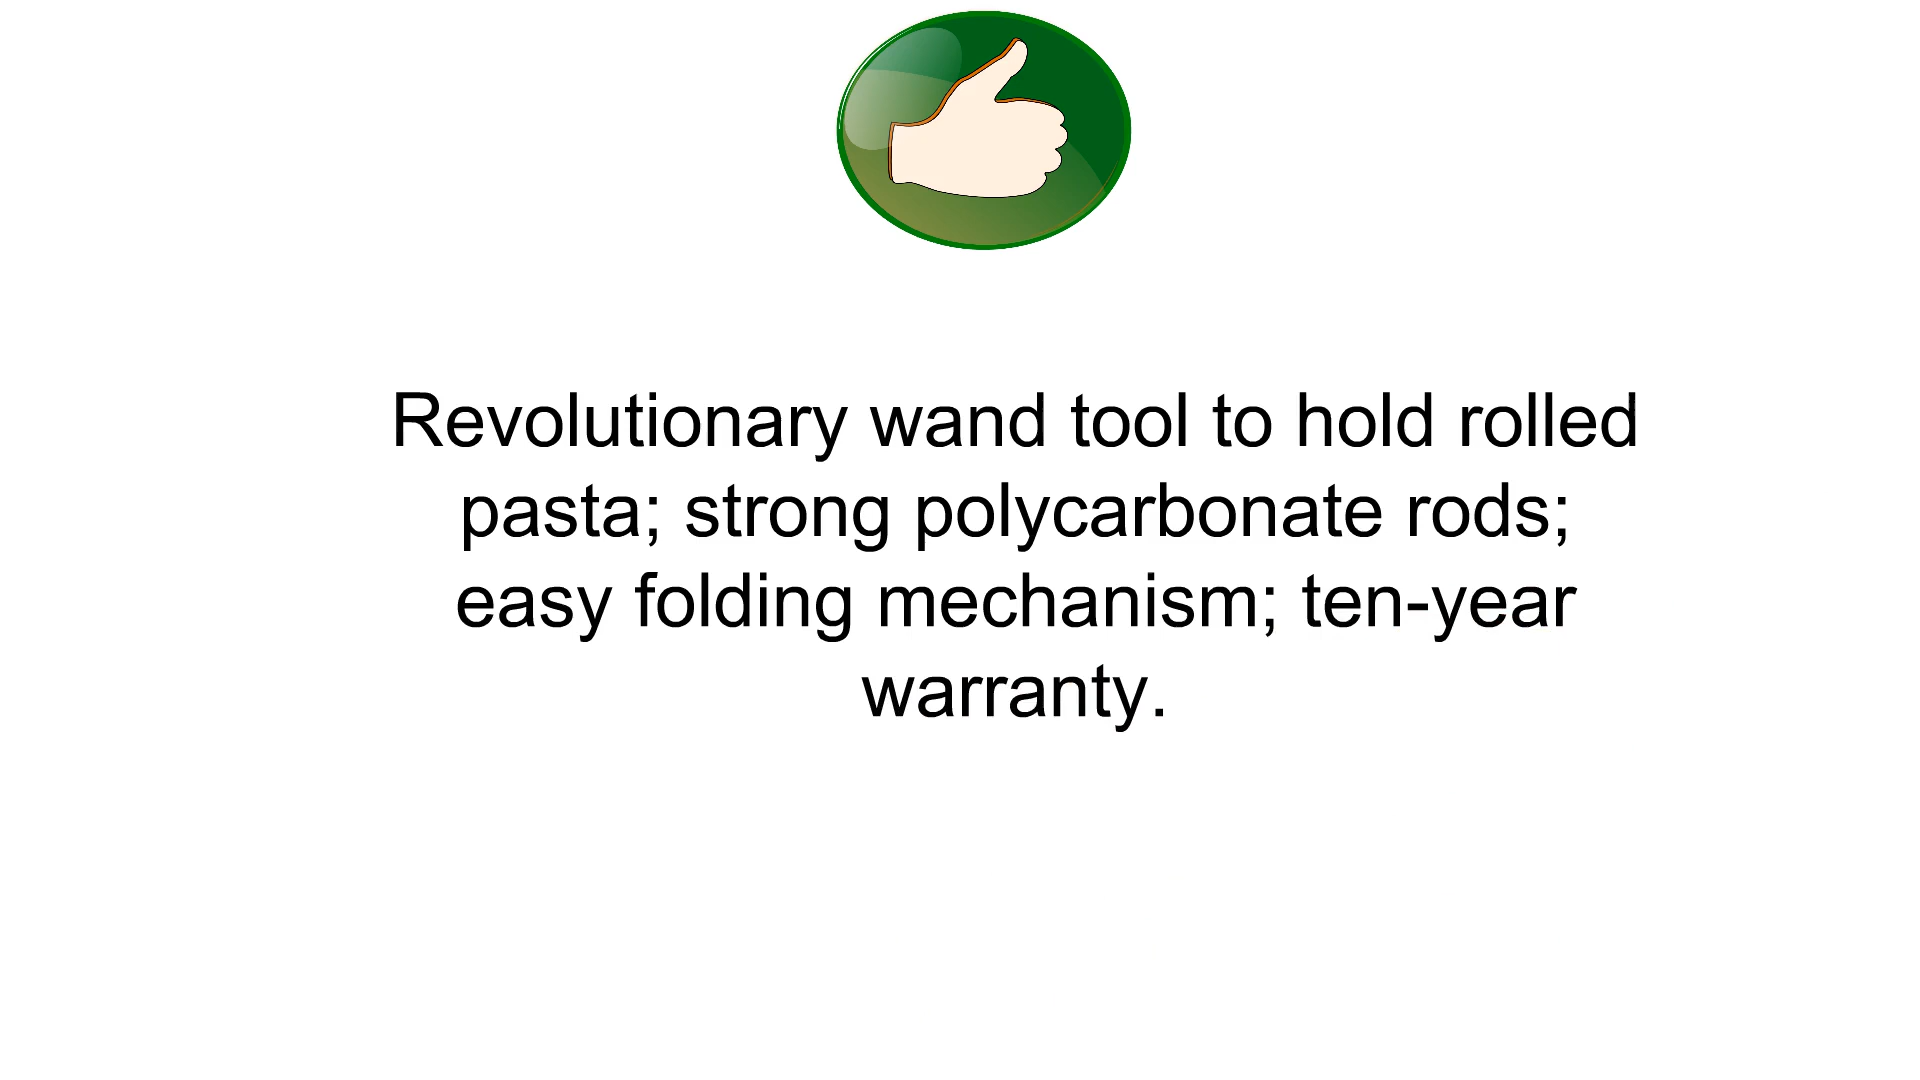 Revolutionary wand tool to hold rolled
pasta; strong polycarbonate rods;
easy folding mechanism; ten-year
warranty.